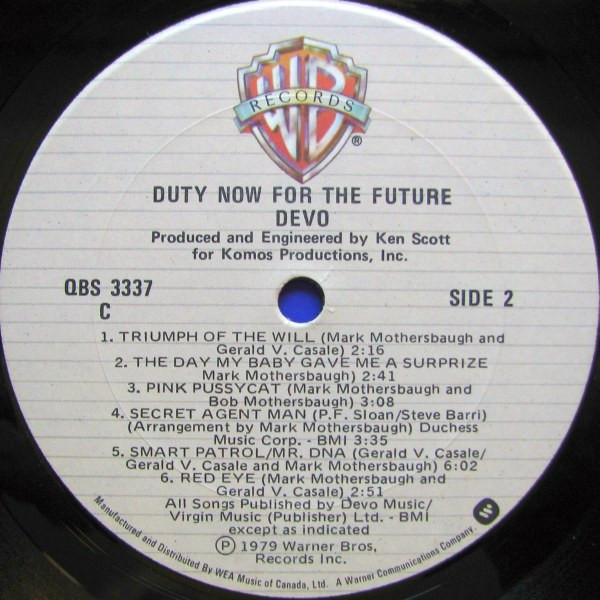 WB
RECORDS
®
DUTY NOW FOR THE FUTURE
DEVO
Produced and Engineered by Ken Scott
for Komos Productions, Inc.
QBS 3337
C
SIDE 2
1. TRIUMPH OF THE WILL (Mark Mothersbaugh and
Gerald V. Casale) 2:16
2. THE DAY MY BABY GAVE ME A SURPRIZE
Mark Mothersbaugh) 2:41
3. PINK PUSSYCAT (Mark Mothersbaugh and
Bob Mothersbaugh) 3:08
4. SECRET AGENT MAN (P.F. Sloan/Steve Barri)
(Arrangement by Mark Mothersbaugh) Duchess
Music Corp. - BMI 3:35
5. SMART PATROL/MR. DNA (Gerald V. Casale/
Gerald V. Casale and Mark Mothersbaugh) 6:02
6. RED EYE (Mark Mothersbaugh and
Gerald V. Casale) 2:51
All Songs Published by Devo Music/
Virgin Music (Publisher) Ltd. - BMI
except as indicated
Ⓟ 1979 Warner Bros,
Records Inc.
Manufactured and Distributed By WEA Music of Canada, Ltd. A Warner Communications Company.